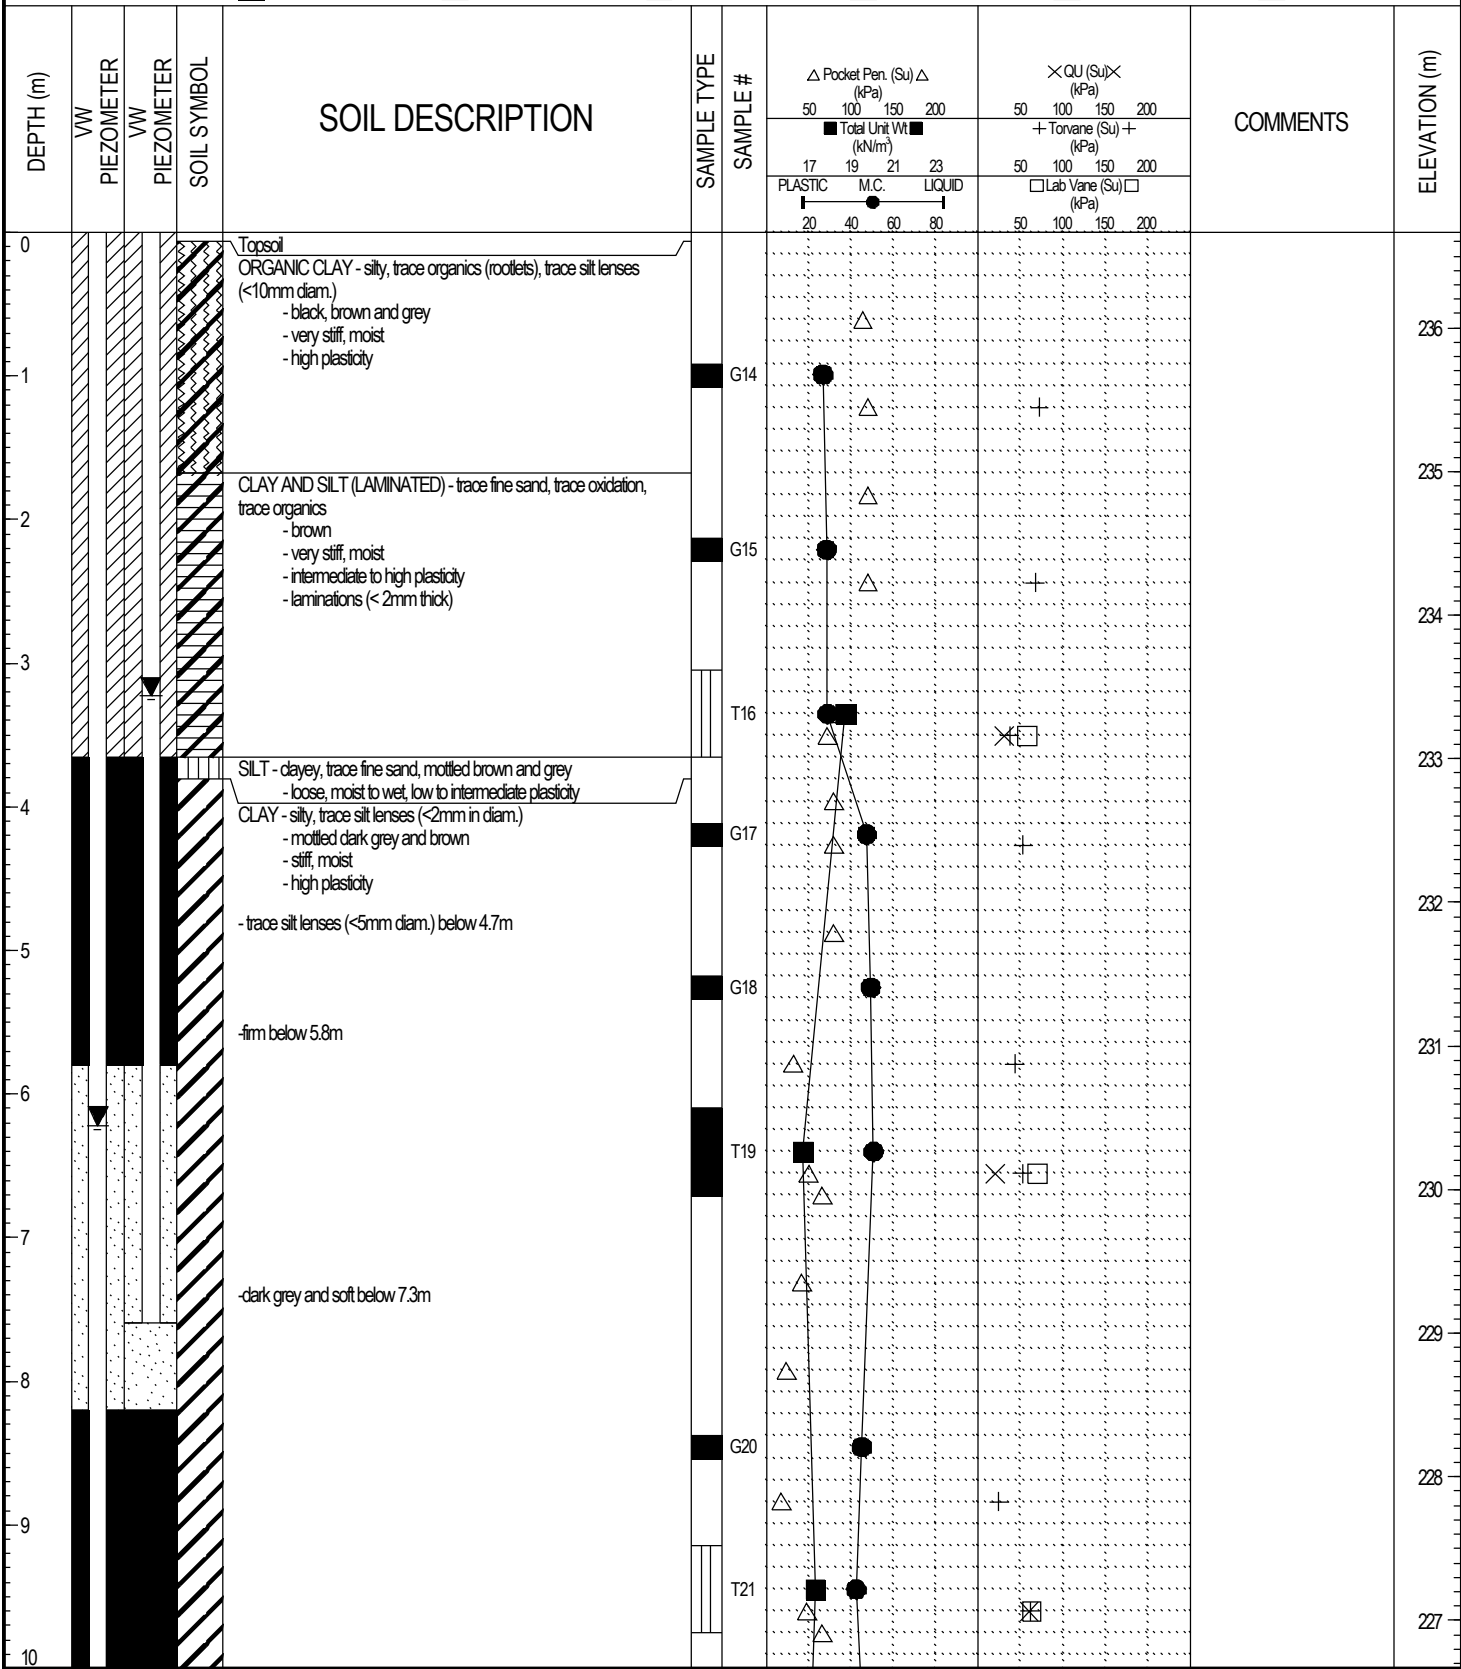 DEPTH (m)
VW
PIEZOMETER
VW
PIEZOMETER
SOIL SYMBOL
SOIL DESCRIPTION
SAMPLE TYPE
SAMPLE #
△ Pocket Pen. (Su) △
(kPa)
50 100 150 200
■ Total Unit Wt ■
(kN/m³)
17 19 21 23
PLASTIC M.C. LIQUID
20 40 60 80
✕ QU (Su) ✕
(kPa)
50 100 150 200
+ Torvane (Su) +
(kPa)
50 100 150 200
□ Lab Vane (Su) □
(kPa)
50 100 150 200
COMMENTS
ELEVATION (m)
0
Topsoil
ORGANIC CLAY - silty, trace organics (rootlets), trace silt lenses
(<10mm diam.)
- black, brown and grey
- very stiff, moist
- high plasticity
236
1
G14
235
CLAY AND SILT (LAMINATED) - trace fine sand, trace oxidation,
trace organics
- brown
- very stiff, moist
- intermediate to high plasticity
- laminations (< 2mm thick)
2
G15
234
3
T16
233
SILT - clayey, trace fine sand, mottled brown and grey
- loose, moist to wet, low to intermediate plasticity
4
CLAY - silty, trace silt lenses (<2mm in diam.)
- mottled dark grey and brown
- stiff, moist
- high plasticity
G17
232
- trace silt lenses (<5mm diam.) below 4.7m
5
G18
-firm below 5.8m
231
6
T19
230
7
-dark grey and soft below 7.3m
229
8
G20
228
9
T21
227
10